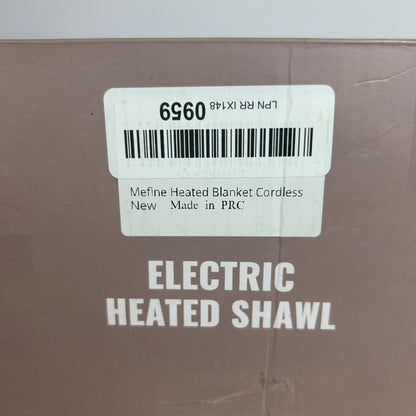 LPN RR IX148 0959
Mefine Heated Blanket Cordless
New Made in PRC
ELECTRIC
HEATED SHAWL